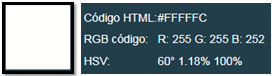 Código HTML:#FFFFFC
RGB código: R: 255 G: 255 B: 252
HSV: 60° 1.18% 100%